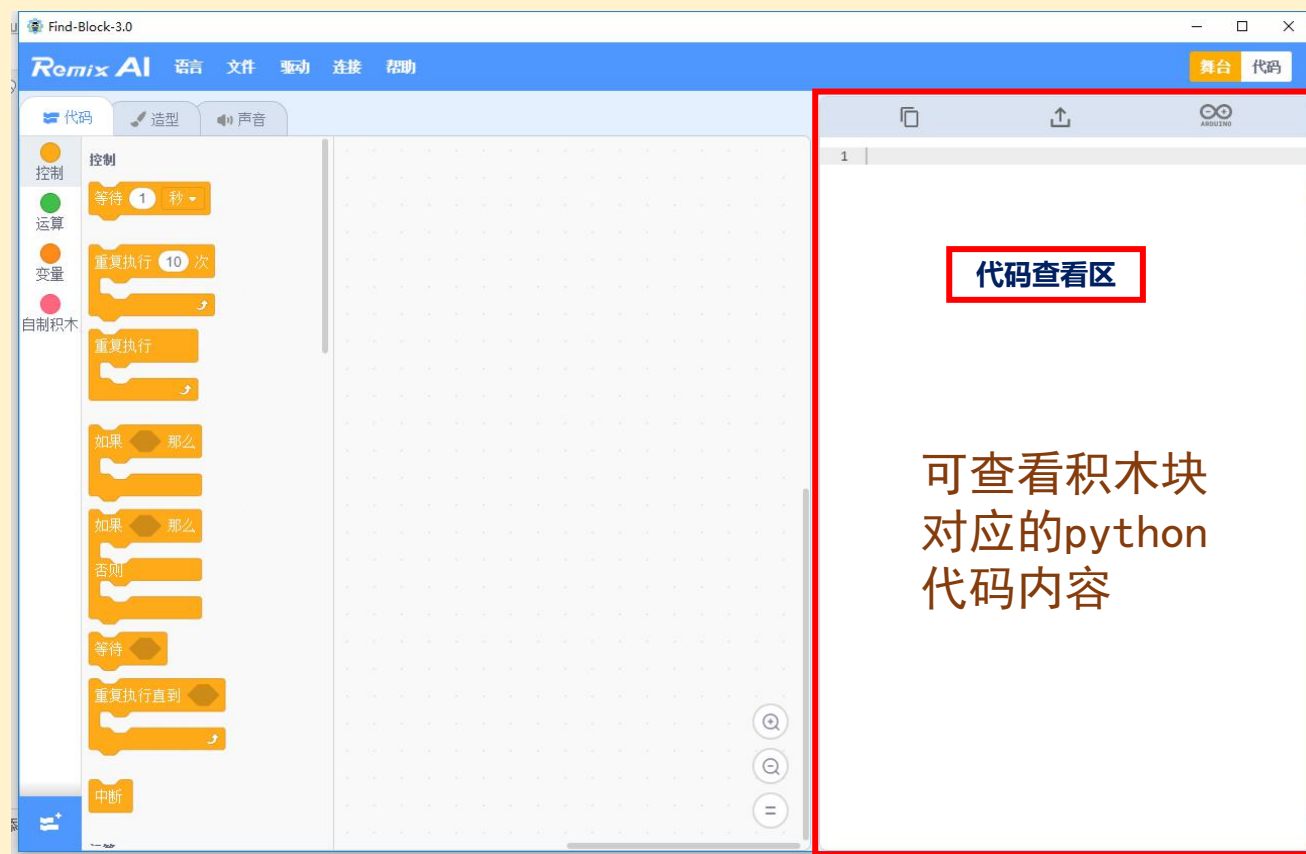 Find-Block-3.0
Remix AI 语言 文件 驱动 连接 帮助 舞台 代码
代码 造型 声音
ARDUINO
控制
运算
变量
自制积木
控制
等待 1 秒
重复执行 10 次
重复执行
如果 那么
如果 那么
否则
等待
重复执行直到
中断
1
代码查看区
可查看积木块
对应的python
代码内容